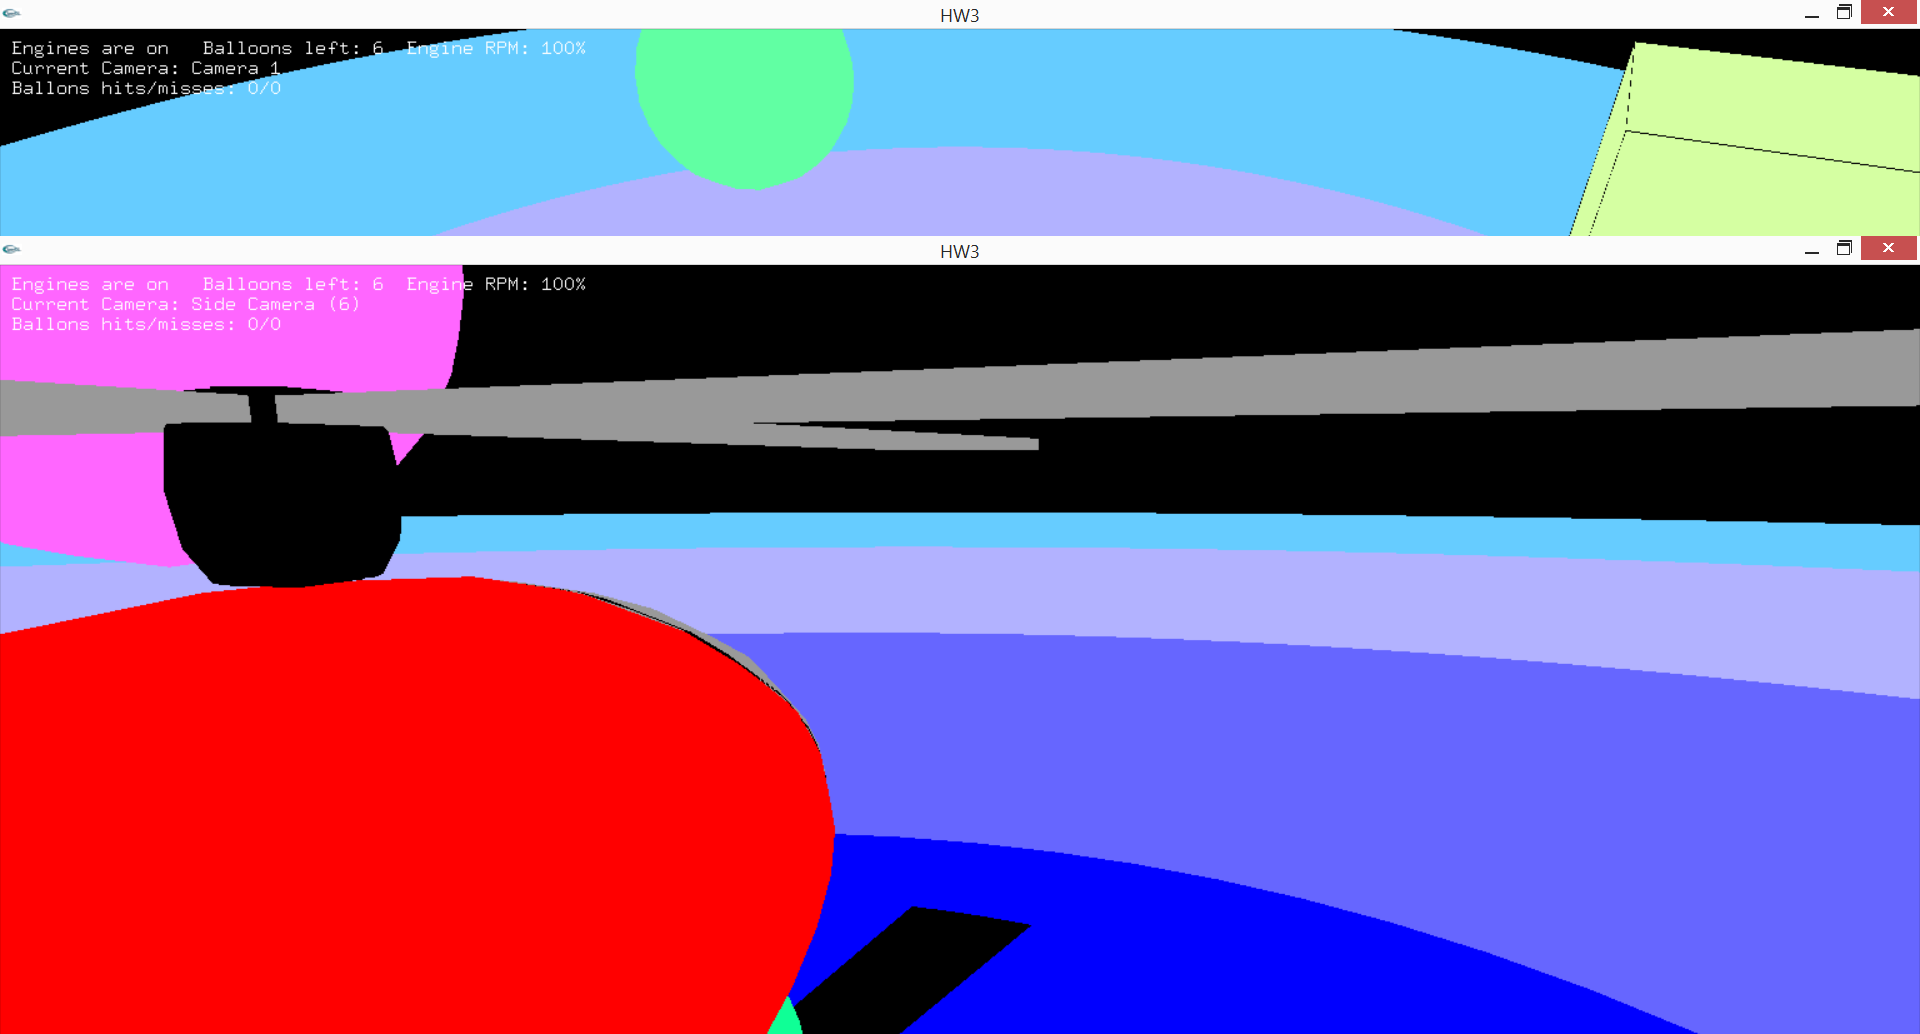 HW3
Engines are on   Balloons left: 6  Engine RPM: 100%
Current Camera: Camera 1
Ballons hits/misses: 0/0
HW3
Engines are on   Balloons left: 6  Engine RPM: 100%
Current Camera: Side Camera (6)
Ballons hits/misses: 0/0